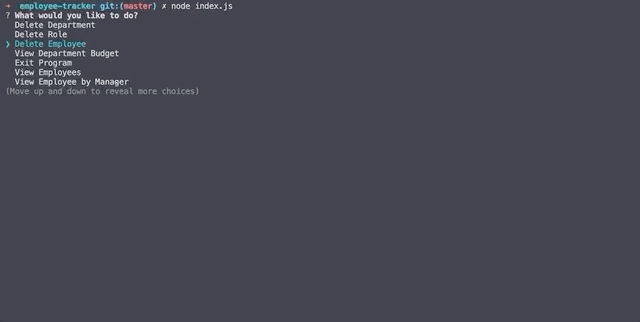 ➜  employee-tracker git:(master) ✗ node index.js
? What would you like to do?
Delete Department
Delete Role
❯ Delete Employee
View Department Budget
Exit Program
View Employees
View Employee by Manager
(Move up and down to reveal more choices)